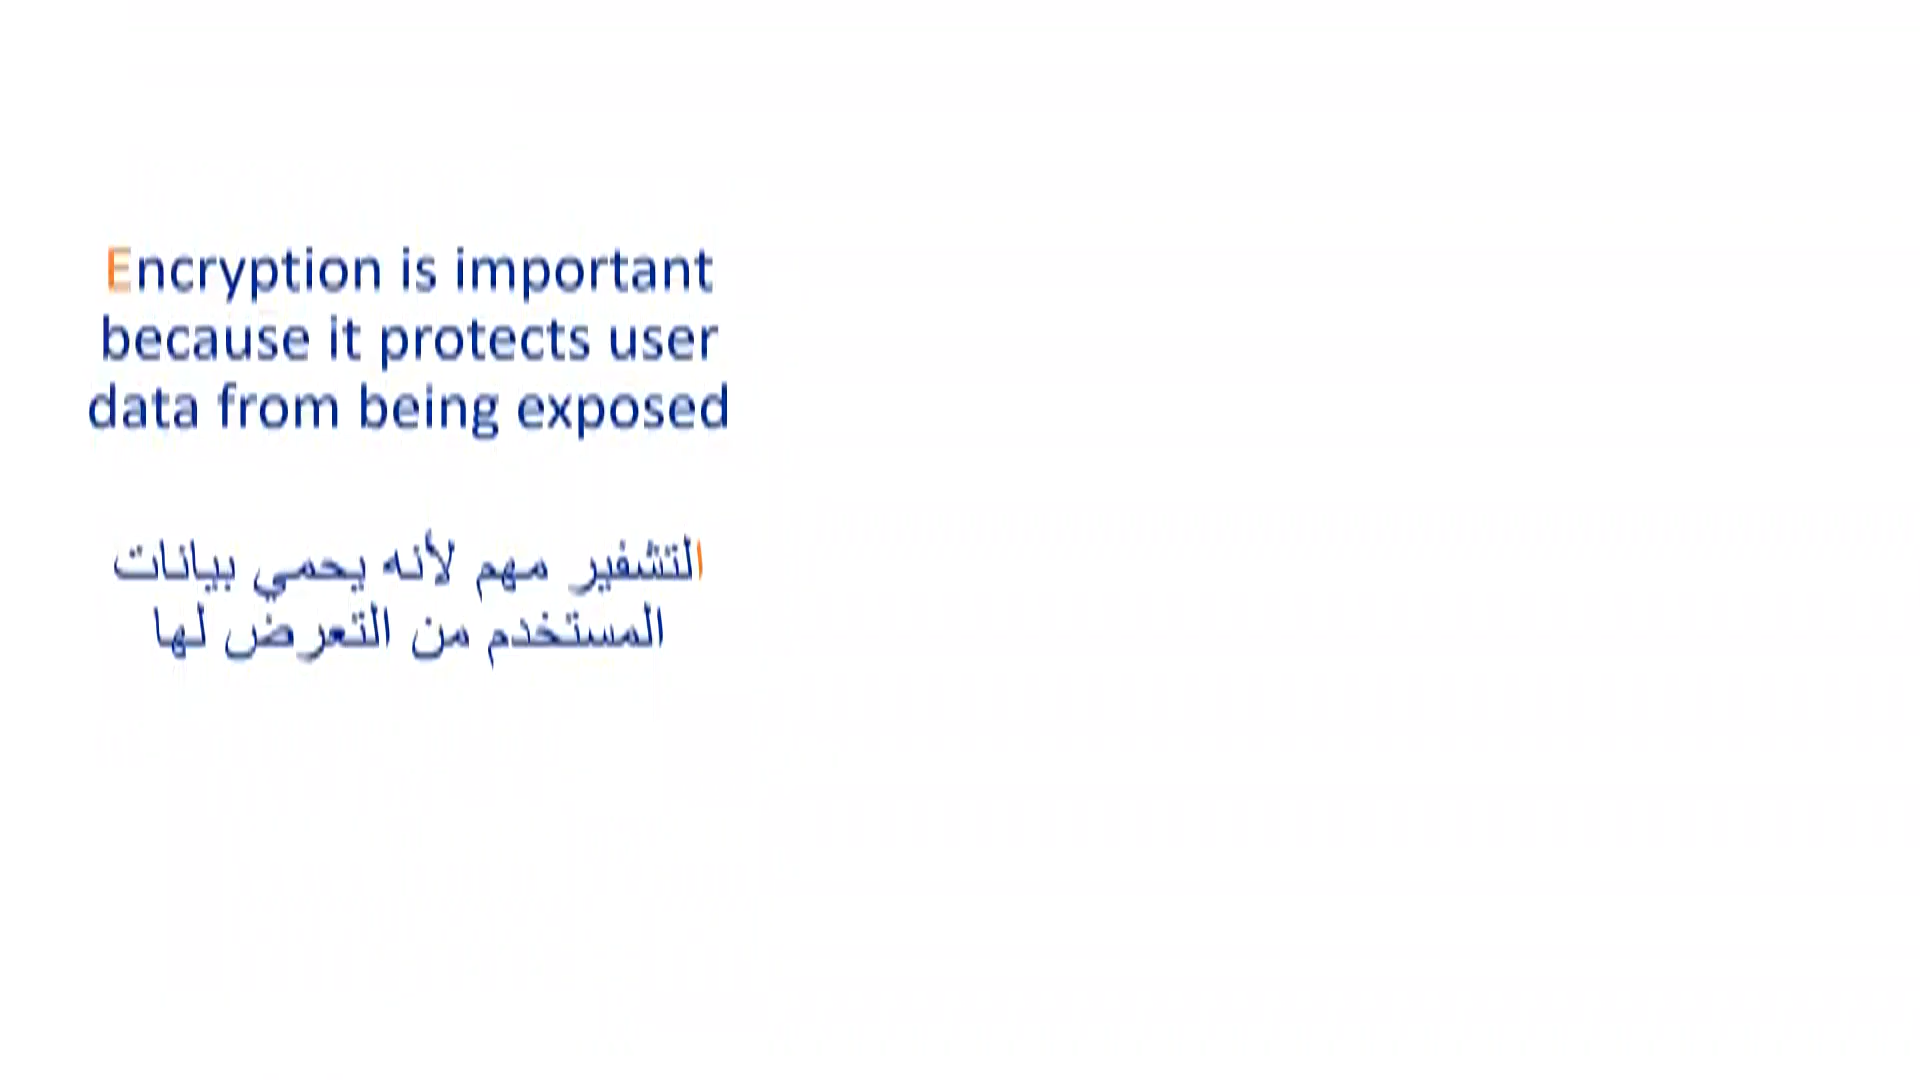 Encryption is important
because it protects user
data from being exposed
التشفير مهم لأنه يحمي بيانات
المستخدم من التعرض لها